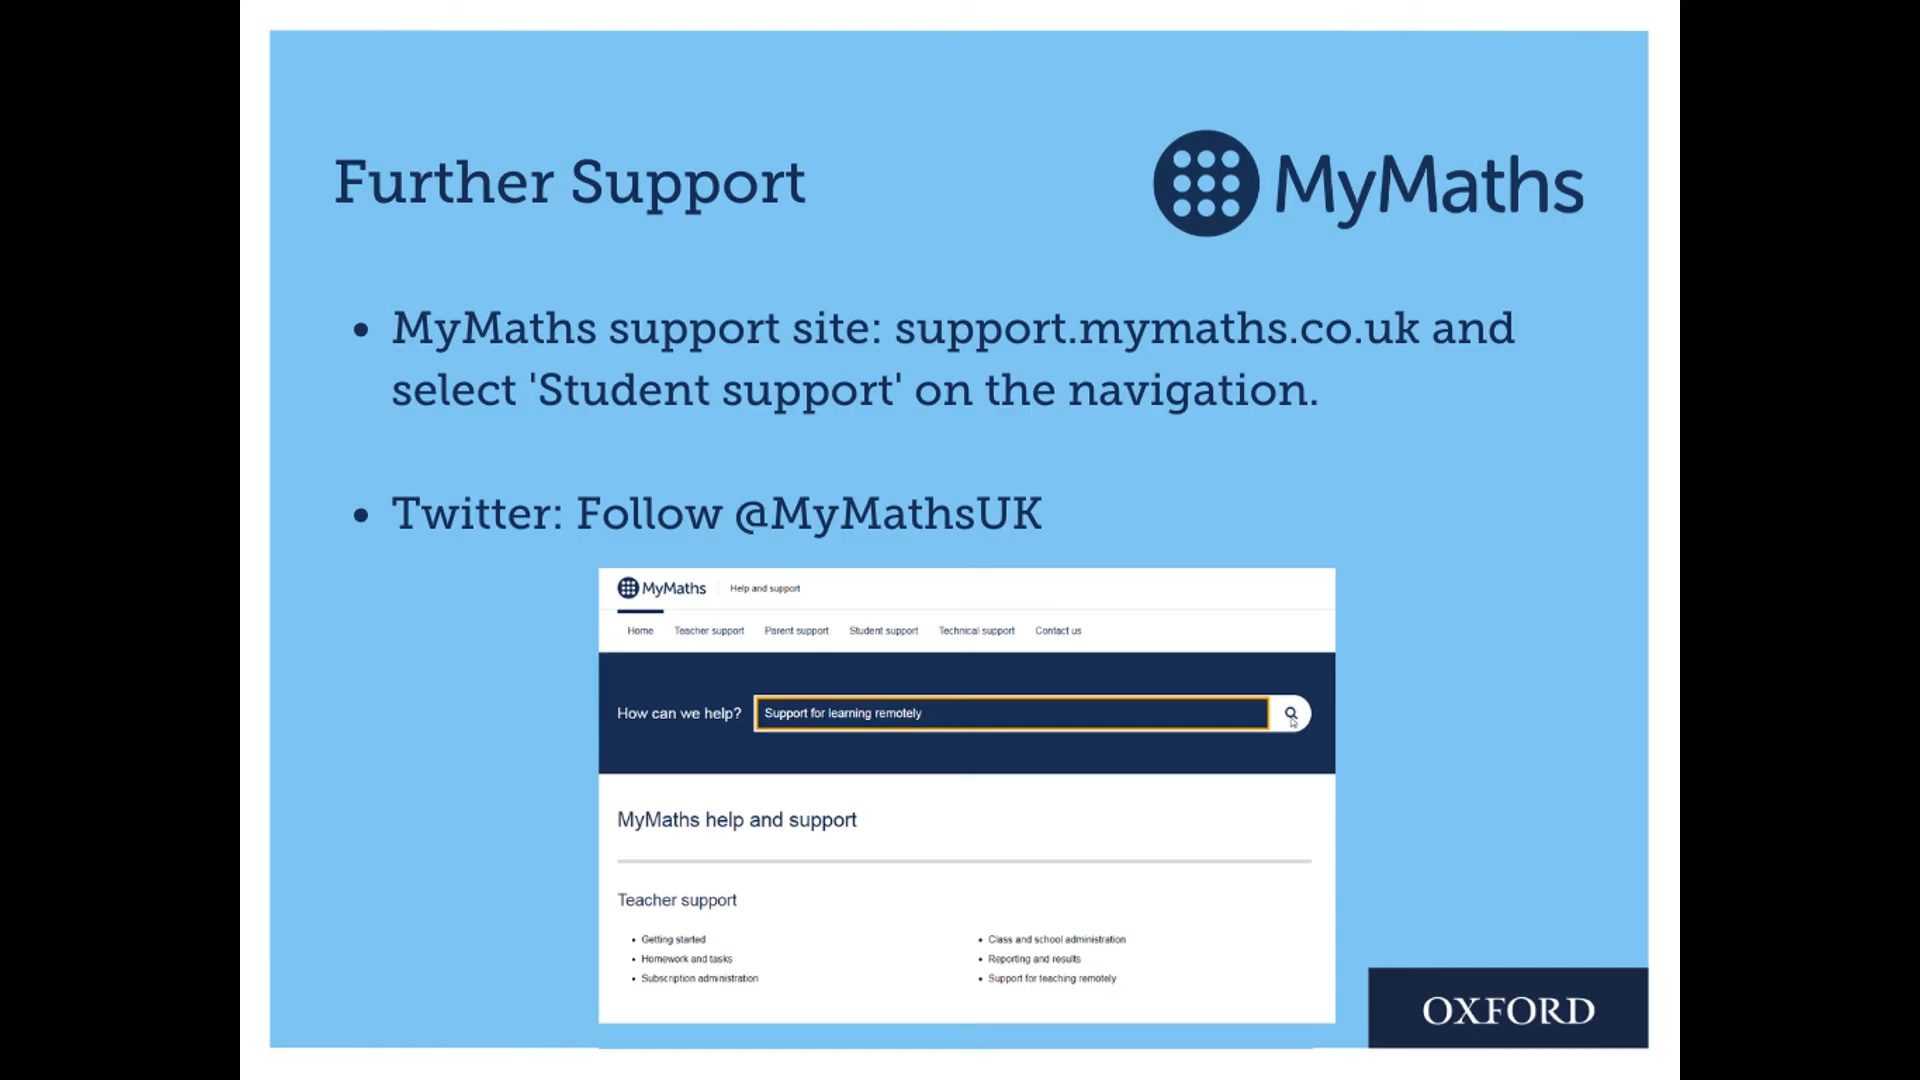 Further Support
MyMaths
• MyMaths support site: support.mymaths.co.uk and
select 'Student support' on the navigation.
• Twitter: Follow @MyMathsUK
MyMaths Help and support
Home Teacher support Parent support Student support Technical support Contact us
How can we help? Support for learning remotely
MyMaths help and support
Teacher support
• Getting started
• Homework and tasks
• Subscription administration
• Class and school administration
• Reporting and results
• Support for teaching remotely
OXFORD